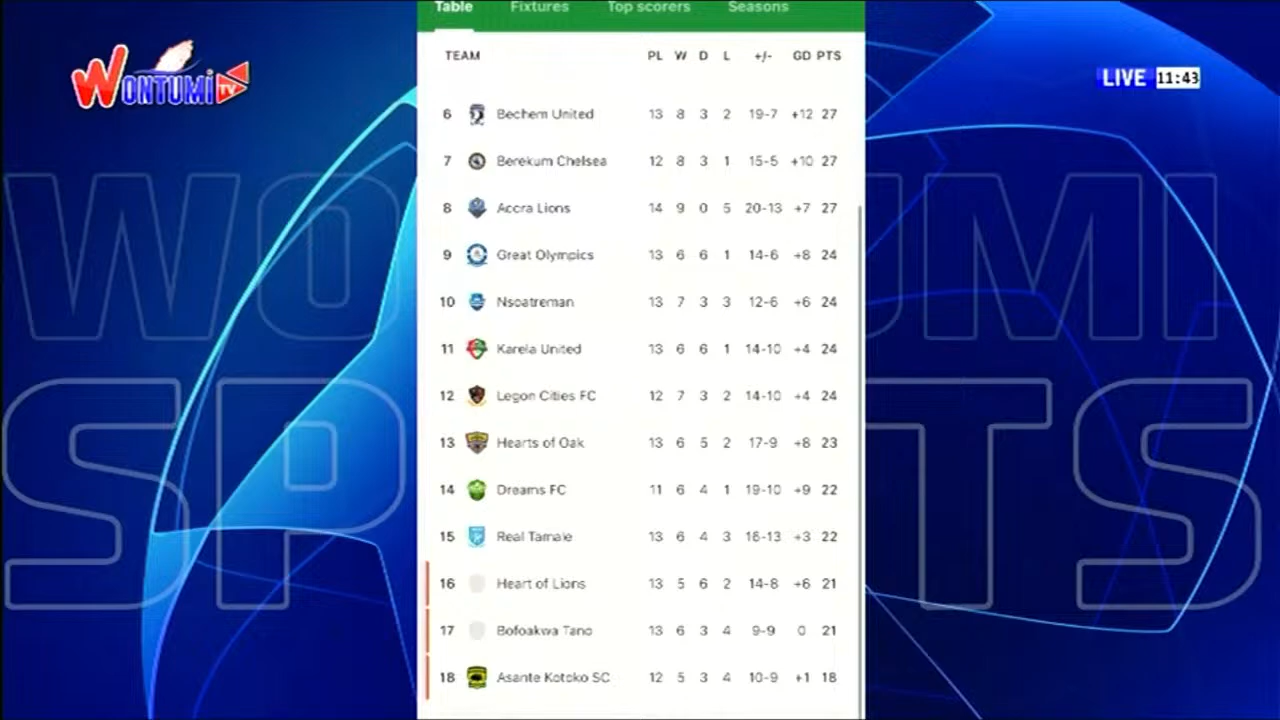 Table Fixtures Top scorers Seasons
WONTUMI TV
LIVE 11:43
TEAM PL W D L +/- GD PTS
6 Bechem United 13 8 3 2 19-7 +12 27
7 Berekum Chelsea 12 8 3 1 15-5 +10 27
8 Accra Lions 14 9 0 5 20-13 +7 27
9 Great Olympics 13 6 6 1 14-6 +8 24
10 Nsoatreman 13 7 3 3 12-6 +6 24
11 Karela United 13 6 6 1 14-10 +4 24
12 Legon Cities FC 12 7 3 2 14-10 +4 24
13 Hearts of Oak 13 6 5 2 17-9 +8 23
14 Dreams FC 11 6 4 1 19-10 +9 22
15 Real Tamale 13 6 4 3 16-13 +3 22
16 Heart of Lions 13 5 6 2 14-8 +6 21
17 Bofoakwa Tano 13 6 3 4 9-9 0 21
18 Asante Kotoko SC 12 5 3 4 10-9 +1 18
WO UMI
SP TS